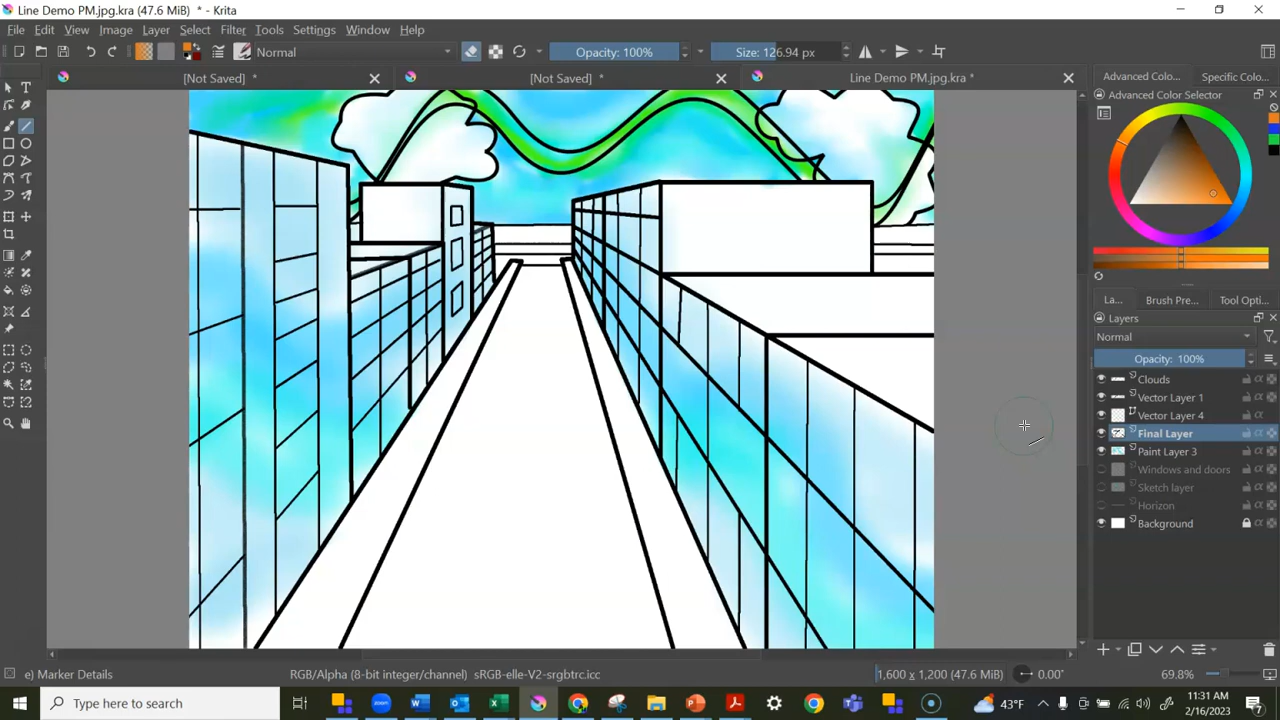 Line Demo PM.jpg.kra (47.6 MiB) * - Krita
File Edit View Image Layer Select Filter Tools Settings Window Help
Normal Opacity: 100% Size: 126.94 px
[Not Saved] * [Not Saved] * Line Demo PM.jpg.kra *
Advanced Colo... Specific Colo...
Advanced Color Selector
La... Brush Pre... Tool Opti...
Layers
Normal
Opacity: 100%
Clouds
Vector Layer 1
Vector Layer 4
Final Layer
Paint Layer 3
Windows and doors
Sketch layer
Horizon
Background
e) Marker Details RGB/Alpha (8-bit integer/channel) sRGB-elle-V2-srgbtrc.icc 1,600 x 1,200 (47.6 MiB) 0.00° 69.8%
Type here to search 43°F 11:31 AM
2/16/2023